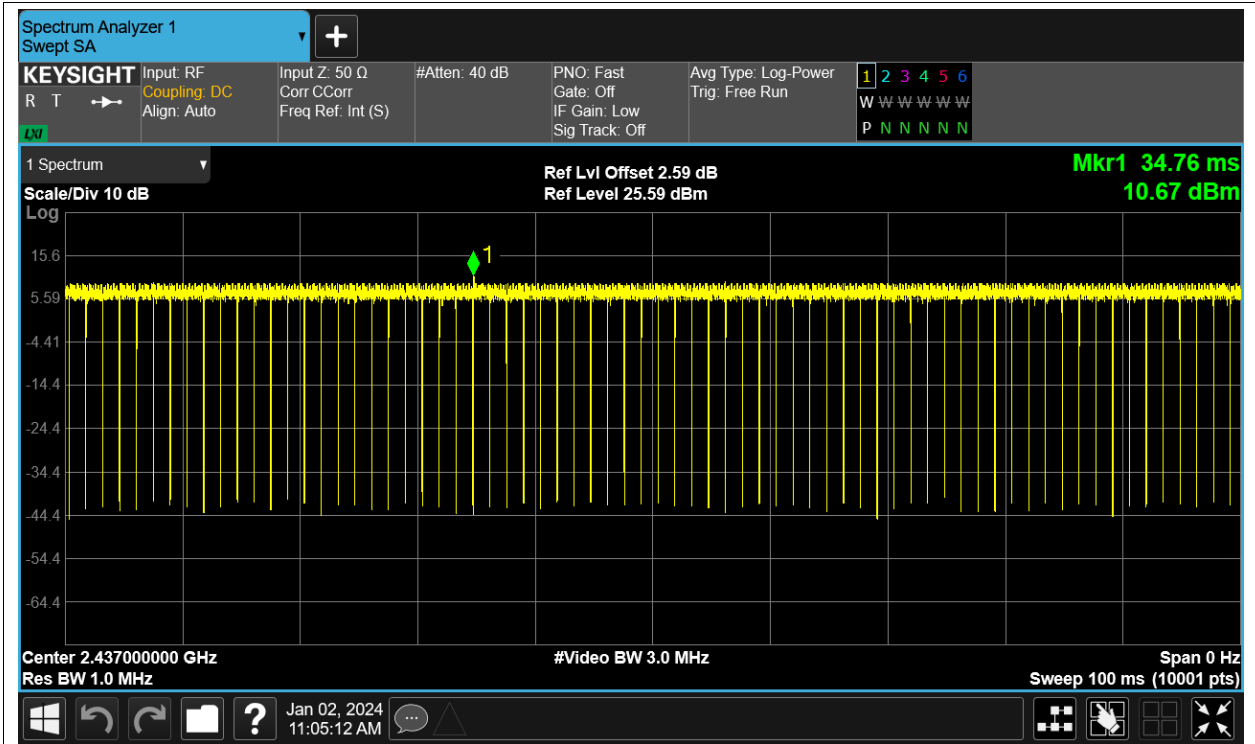 Spectrum Analyzer 1
Swept SA
KEYSIGHT
R T
LXI
Input: RF
Coupling: DC
Align: Auto
Input Z: 50 Ω
Corr CCorr
Freq Ref: Int (S)
#Atten: 40 dB
PNO: Fast
Gate: Off
IF Gain: Low
Sig Track: Off
Avg Type: Log-Power
Trig: Free Run
1 2 3 4 5 6
W W W W W W
P N N N N N
1 Spectrum
Scale/Div 10 dB
Log
Ref Lvl Offset 2.59 dB
Ref Level 25.59 dBm
Mkr1 34.76 ms
10.67 dBm
1
15.6
5.59
-4.41
-14.4
-24.4
-34.4
-44.4
-54.4
-64.4
Center 2.437000000 GHz
Res BW 1.0 MHz
#Video BW 3.0 MHz
Span 0 Hz
Sweep 100 ms (10001 pts)
?
Jan 02, 2024
11:05:12 AM